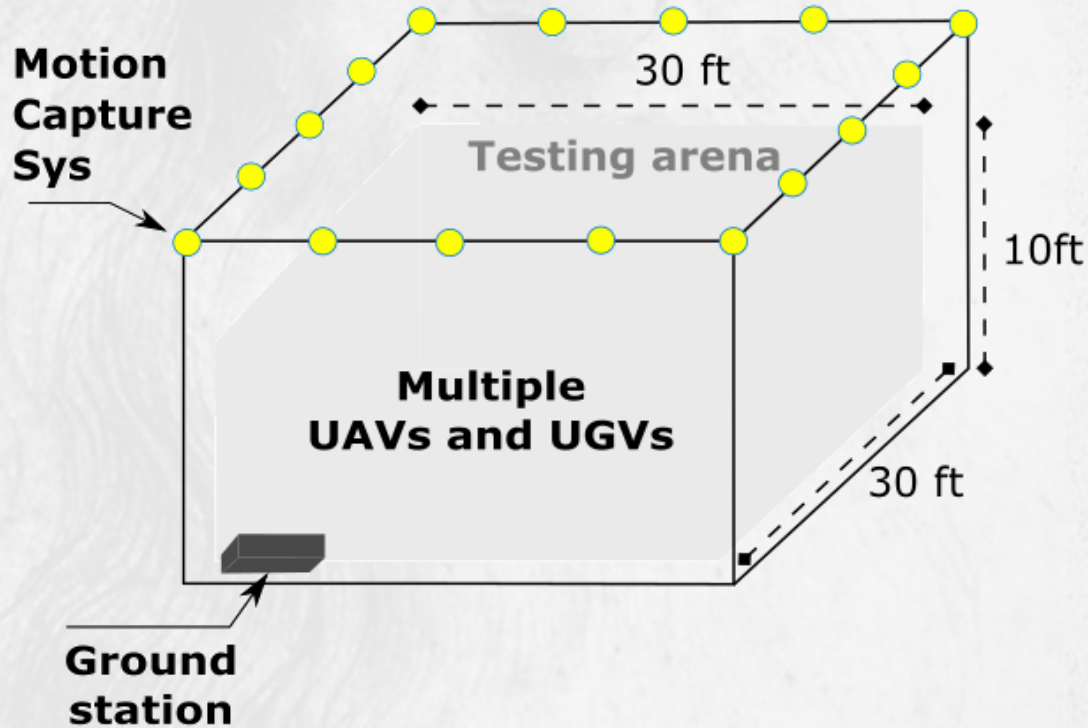 Motion
Capture
Sys
30 ft
Testing arena
10ft
Multiple
UAVs and UGVs
30 ft
Ground
station